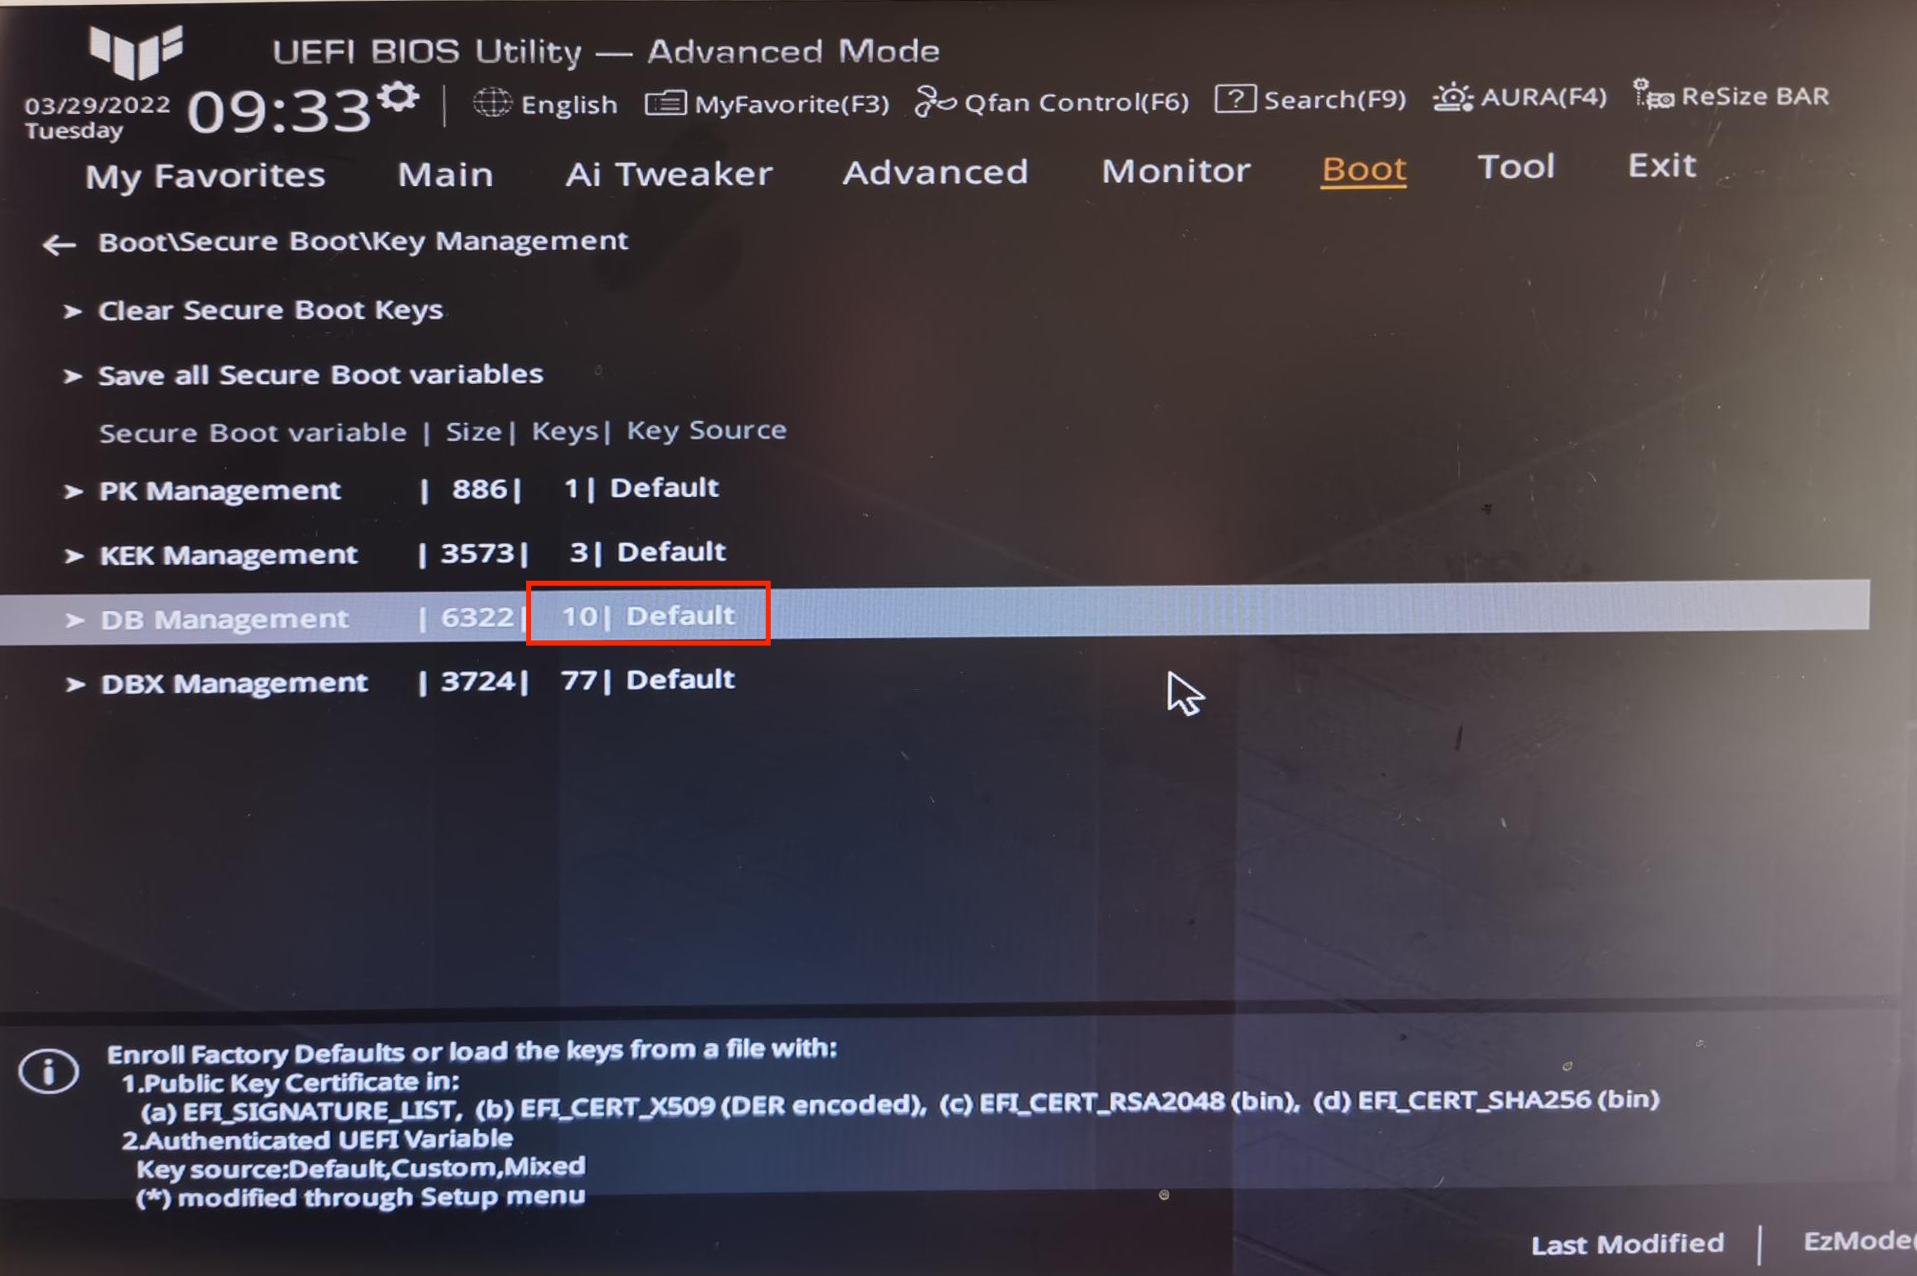 UEFI BIOS Utility — Advanced Mode
03/29/2022
Tuesday
09:33
English
MyFavorite(F3)
Qfan Control(F6)
? Search(F9)
AURA(F4)
ReSize BAR
My Favorites Main Ai Tweaker Advanced Monitor Boot Tool Exit
← Boot\Secure Boot\Key Management
➤ Clear Secure Boot Keys
➤ Save all Secure Boot variables
Secure Boot variable | Size| Keys| Key Source
➤ PK Management | 886| 1| Default
➤ KEK Management | 3573| 3| Default
➤ DB Management | 6322| 10| Default
➤ DBX Management | 3724| 77| Default
i
Enroll Factory Defaults or load the keys from a file with:
1.Public Key Certificate in:
(a) EFI_SIGNATURE_LIST, (b) EFI_CERT_X509 (DER encoded), (c) EFI_CERT_RSA2048 (bin), (d) EFI_CERT_SHA256 (bin)
2.Authenticated UEFI Variable
Key source:Default,Custom,Mixed
(*) modified through Setup menu
Last Modified | EzMode(